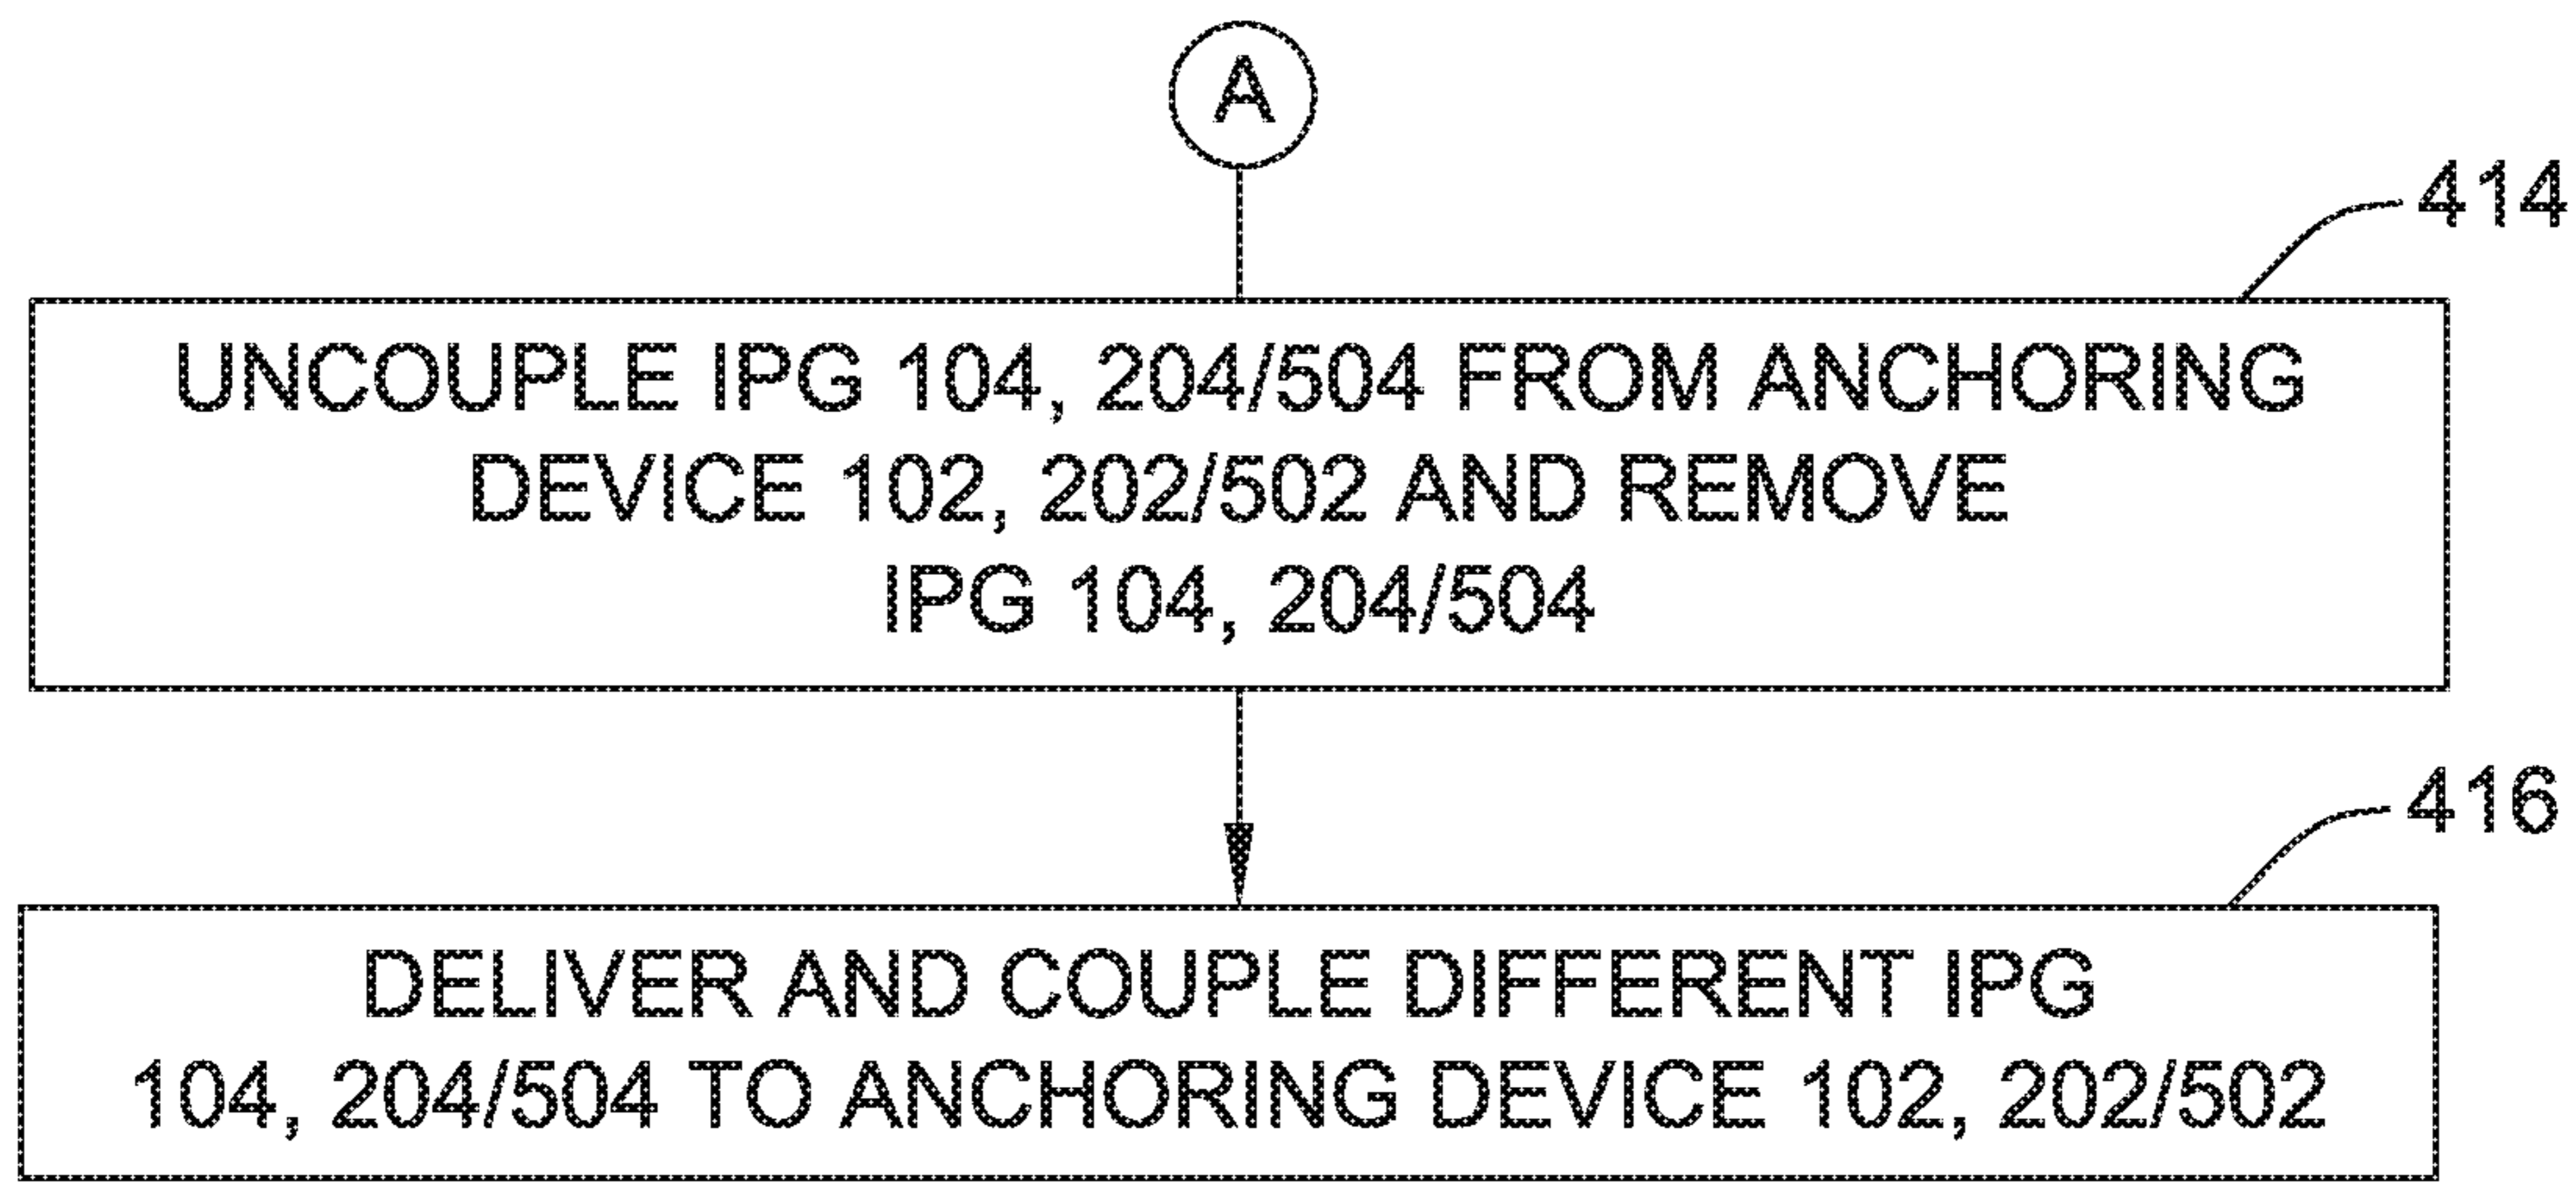 A
414
UNCOUPLE IPG 104, 204/504 FROM ANCHORING
DEVICE 102, 202/502 AND REMOVE
IPG 104, 204/504
416
DELIVER AND COUPLE DIFFERENT IPG
104, 204/504 TO ANCHORING DEVICE 102, 202/502